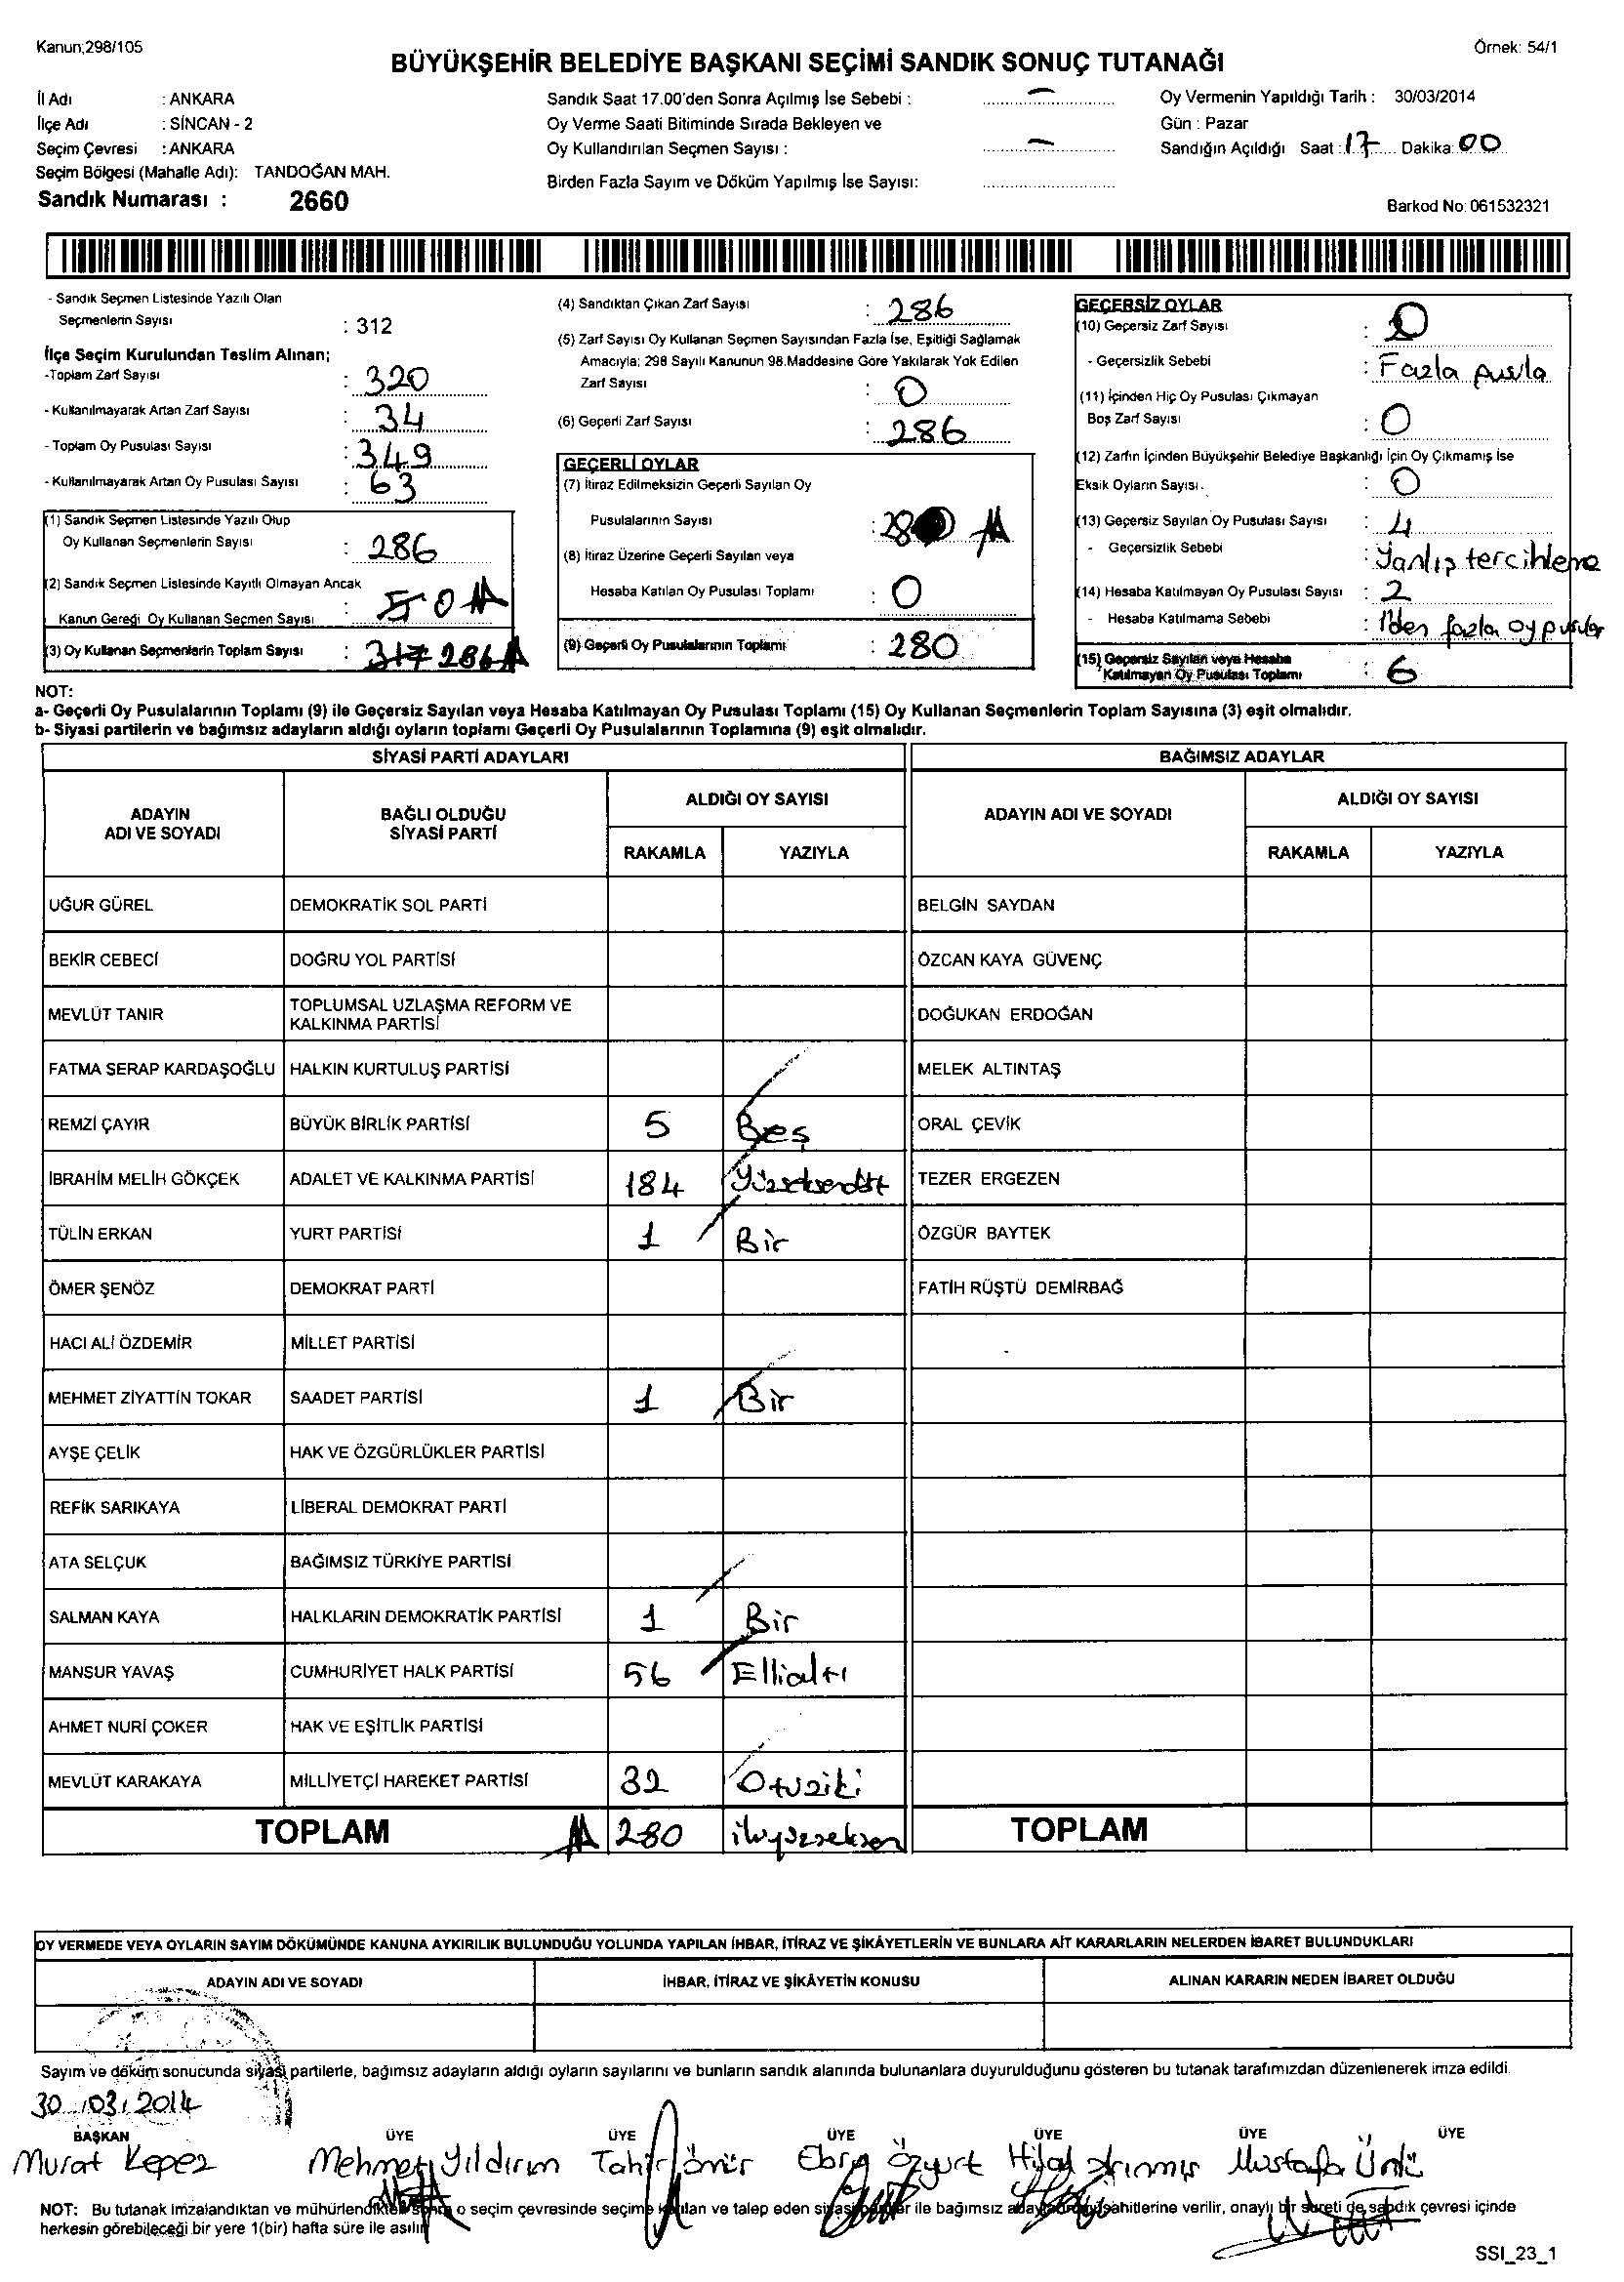 Kanun;298/105
Örnek: 54/1
BÜYÜKŞEHİR BELEDİYE BAŞKANI SEÇİMİ SANDIK SONUÇ TUTANAĞI
İl Adı : ANKARA
İlçe Adı : SİNCAN - 2
Seçim Çevresi : ANKARA
Seçim Bölgesi (Mahalle Adı): TANDOĞAN MAH.
Sandık Numarası : 2660
Sandık Saat 17.00'den Sonra Açılmış İse Sebebi : —
Oy Verme Saati Bitiminde Sırada Bekleyen ve
Oy Kullandırılan Seçmen Sayısı : —
Birden Fazla Sayım ve Döküm Yapılmış İse Sayısı:
Oy Vermenin Yapıldığı Tarih : 30/03/2014
Gün : Pazar
Sandığın Açıldığı Saat : 17 Dakika: 00
Barkod No: 061532321
- Sandık Seçmen Listesinde Yazılı Olan
Seçmenlerin Sayısı : 312
İlçe Seçim Kurulundan Teslim Alınan;
-Toplam Zarf Sayısı : 320
- Kullanılmayarak Artan Zarf Sayısı : 34
- Toplam Oy Pusulası Sayısı : 349
- Kullanılmayarak Artan Oy Pusulası Sayısı : 63
(1) Sandık Seçmen Listesinde Yazılı Olup
Oy Kullanan Seçmenlerin Sayısı : 286
(2) Sandık Seçmen Listesinde Kayıtlı Olmayan Ancak
Kanun Gereği Oy Kullanan Seçmen Sayısı : 0
(3) Oy Kullanan Seçmenlerin Toplam Sayısı : 317 286
(4) Sandıktan Çıkan Zarf Sayısı : 286
(5) Zarf Sayısı Oy Kullanan Seçmen Sayısından Fazla İse, Eşitliği Sağlamak
Amacıyla; 298 Sayılı Kanunun 98.Maddesine Göre Yakılarak Yok Edilen
Zarf Sayısı : 0
(6) Geçerli Zarf Sayısı : 286
GEÇERLİ OYLAR
(7) İtiraz Edilmeksizin Geçerli Sayılan Oy
Pusulalarının Sayısı : 280
(8) İtiraz Üzerine Geçerli Sayılan veya
Hesaba Katılan Oy Pusulası Toplamı : 0
(9) Geçerli Oy Pusulalarının Toplamı : 280
GEÇERSİZ OYLAR
(10) Geçersiz Zarf Sayısı : 0
- Geçersizlik Sebebi : Fazla pusla
(11) İçinden Hiç Oy Pusulası Çıkmayan
Boş Zarf Sayısı : 0
(12) Zarfın İçinden Büyükşehir Belediye Başkanlığı İçin Oy Çıkmamış İse
Eksik Oyların Sayısı. : 0
(13) Geçersiz Sayılan Oy Pusulası Sayısı : 4
- Geçersizlik Sebebi : Yanlış tercihleme
(14) Hesaba Katılmayan Oy Pusulası Sayısı : 2
- Hesaba Katılmama Sebebi : 1'den fazla oy pusular
(15) Geçersiz Sayılan veya Hesaba
Katılmayan Oy Pusulası Toplamı : 6
NOT:
a- Geçerli Oy Pusulalarının Toplamı (9) ile Geçersiz Sayılan veya Hesaba Katılmayan Oy Pusulası Toplamı (15) Oy Kullanan Seçmenlerin Toplam Sayısına (3) eşit olmalıdır.
b- Siyasi partilerin ve bağımsız adayların aldığı oyların toplamı Geçerli Oy Pusulalarının Toplamına (9) eşit olmalıdır.
SİYASİ PARTİ ADAYLARI BAĞIMSIZ ADAYLAR
ADAYIN ADI VE SOYADI BAĞLI OLDUĞU SİYASİ PARTİ ALDIĞI OY SAYISI ADAYIN ADI VE SOYADI ALDIĞI OY SAYISI
RAKAMLA YAZIYLA RAKAMLA YAZIYLA
UĞUR GÜREL DEMOKRATİK SOL PARTİ BELGİN SAYDAN
BEKİR CEBECİ DOĞRU YOL PARTİSİ ÖZCAN KAYA GÜVENÇ
MEVLÜT TANIR TOPLUMSAL UZLAŞMA REFORM VE KALKINMA PARTİSİ DOĞUKAN ERDOĞAN
FATMA SERAP KARDAŞOĞLU HALKIN KURTULUŞ PARTİSİ MELEK ALTINTAŞ
REMZİ ÇAYIR BÜYÜK BİRLİK PARTİSİ 5 Beş ORAL ÇEVİK
İBRAHİM MELİH GÖKÇEK ADALET VE KALKINMA PARTİSİ 184 Yüzseksendört TEZER ERGEZEN
TÜLİN ERKAN YURT PARTİSİ 1 Bir ÖZGÜR BAYTEK
ÖMER ŞENÖZ DEMOKRAT PARTİ FATİH RÜŞTÜ DEMİRBAĞ
HACI ALİ ÖZDEMİR MİLLET PARTİSİ
MEHMET ZİYATTİN TOKAR SAADET PARTİSİ 1 Bir
AYŞE ÇELİK HAK VE ÖZGÜRLÜKLER PARTİSİ
REFİK SARIKAYA LİBERAL DEMOKRAT PARTİ
ATA SELÇUK BAĞIMSIZ TÜRKİYE PARTİSİ
SALMAN KAYA HALKLARIN DEMOKRATİK PARTİSİ 1 Bir
MANSUR YAVAŞ CUMHURİYET HALK PARTİSİ 56 Ellialtı
AHMET NURİ ÇOKER HAK VE EŞİTLİK PARTİSİ
MEVLÜT KARAKAYA MİLLİYETÇİ HAREKET PARTİSİ 32 Otuziki
TOPLAM 280 ikiyüzseksen TOPLAM
OY VERMEDE VEYA OYLARIN SAYIM DÖKÜMÜNDE KANUNA AYKIRILIK BULUNDUĞU YOLUNDA YAPILAN İHBAR, İTİRAZ VE ŞİKÂYETLERİN VE BUNLARA AİT KARARLARIN NELERDEN İBARET BULUNDUKLARI
ADAYIN ADI VE SOYADI İHBAR, İTİRAZ VE ŞİKÂYETİN KONUSU ALINAN KARARIN NEDEN İBARET OLDUĞU
Sayım ve döküm sonucunda siyasi partilerle, bağımsız adayların aldığı oyların sayılarını ve bunların sandık alanında bulunanlara duyurulduğunu gösteren bu tutanak tarafımızdan düzenlenerek imza edildi.
30/03/2014
BAŞKAN ÜYE ÜYE ÜYE ÜYE ÜYE ÜYE
Murat Kepez Mehmet Yıldırım Tahir Ömür Ebru Özyurt Hilal Mustafa Ünlü
NOT: Bu tutanak imzalandıktan ve mühürlendikten sonra o seçim çevresinde seçime katılan ve talep eden siyasi partiler ile bağımsız aday müşahitlerine verilir, onaylı bir sureti de sandık çevresi içinde
herkesin görebileceği bir yere 1(bir) hafta süre ile asılır
SSI_23_1